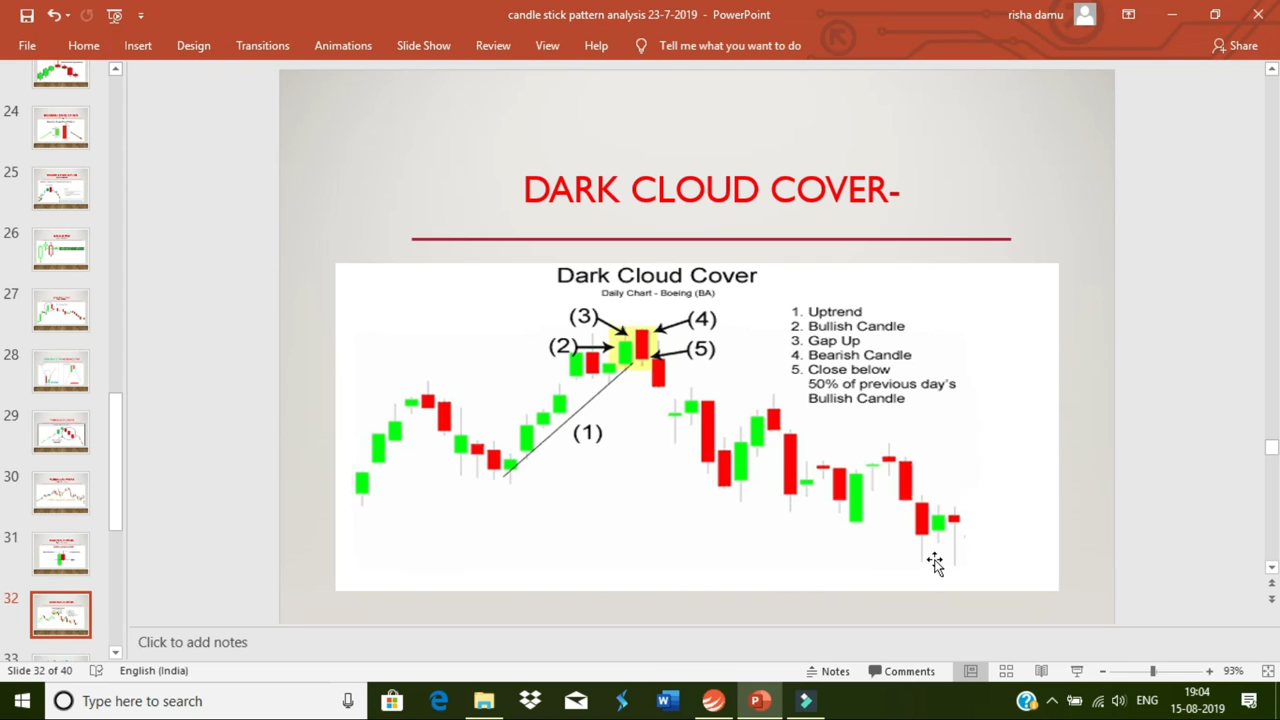 candle stick pattern analysis 23-7-2019 - PowerPoint
risha damu
File Home Insert Design Transitions Animations Slide Show Review View Help Tell me what you want to do Share
24
25
26
27
28
29
30
31
32
33
DARK CLOUD COVER-
Dark Cloud Cover
Daily Chart - Boeing (BA)
(3)
(4)
(2)
(5)
(1)
1. Uptrend
2. Bullish Candle
3. Gap Up
4. Bearish Candle
5. Close below
50% of previous day's
Bullish Candle
Click to add notes
Slide 32 of 40 English (India) Notes Comments 93%
Type here to search
ENG
19:04
15-08-2019